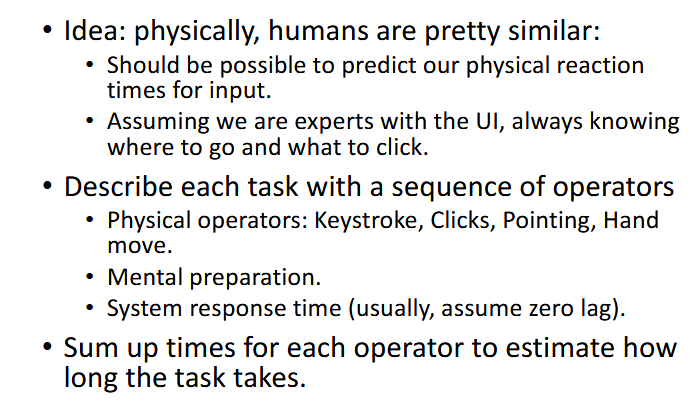 • Idea: physically, humans are pretty similar:
• Should be possible to predict our physical reaction
times for input.
• Assuming we are experts with the UI, always knowing
where to go and what to click.
• Describe each task with a sequence of operators
• Physical operators: Keystroke, Clicks, Pointing, Hand
move.
• Mental preparation.
• System response time (usually, assume zero lag).
• Sum up times for each operator to estimate how
long the task takes.